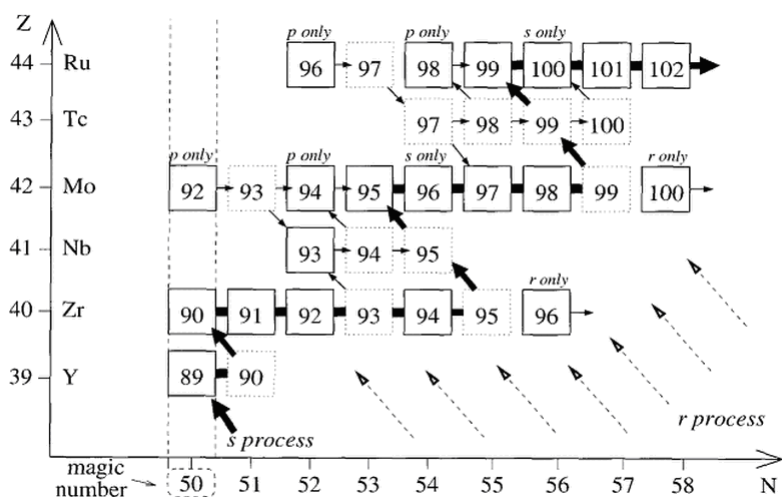 Z
p only p only s only
44 Ru 96 97 98 99 100 101 102
43 Tc 97 98 99 100
p only p only s only r only
42 Mo 92 93 94 95 96 97 98 99 100
41 Nb 93 94 95
r only
40 Zr 90 91 92 93 94 95 96
39 Y 89 90
r process
s process
magic
number 50 51 52 53 54 55 56 57 58 N